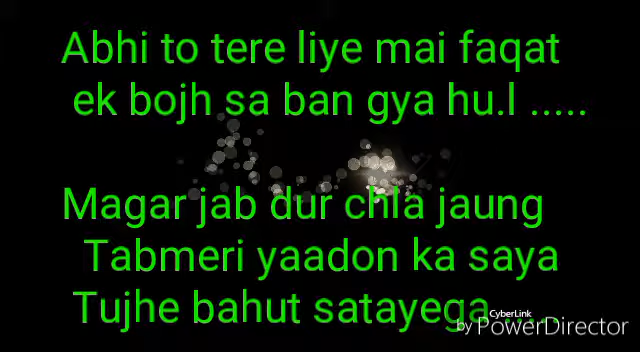 Abhi to tere liye mai faqat
ek bojh sa ban gya hu.l .....
Magar jab dur chla jaung
Tabmeri yaadon ka saya
Tujhe bahut satayega .....
CyberLink
by PowerDirector